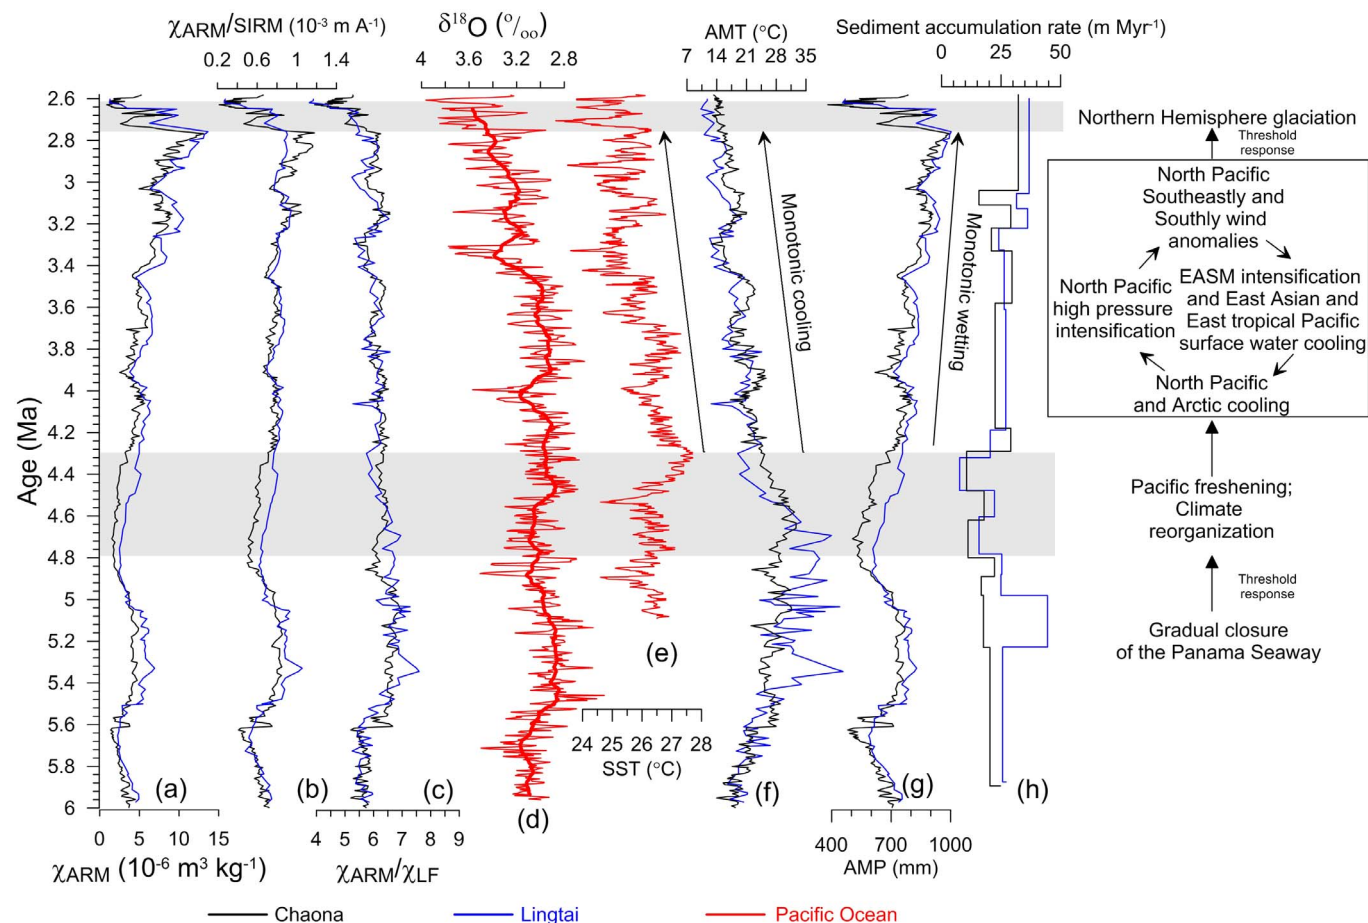 χARM/SIRM (10-3 m A-1)
0.2 0.6 1 1.4
δ18O (o/oo)
4 3.6 3.2 2.8
AMT (°C)
7 14 21 28 35
Sediment accumulation rate (m Myr-1)
0 25 50
Age (Ma)
2.6
2.8
3
3.2
3.4
3.6
3.8
4
4.2
4.4
4.6
4.8
5
5.2
5.4
5.6
5.8
6
Monotonic cooling
Monotonic wetting
Northern Hemisphere glaciation
Threshold
response
North Pacific
Southeastly and
Southly wind
anomalies
North Pacific
high pressure
intensification
EASM intensification
and East Asian and
East tropical Pacific
surface water cooling
North Pacific
and Arctic cooling
Pacific freshening;
Climate
reorganization
Threshold
response
Gradual closure
of the Panama Seaway
(e)
24 25 26 27 28
SST (°C)
(a) (b) (c) (d) (f) (g) (h)
0 5 10 15
χARM (10-6 m3 kg-1)
4 5 6 7 8 9
χARM/χLF
400 700 1000
AMP (mm)
Chaona Lingtai Pacific Ocean